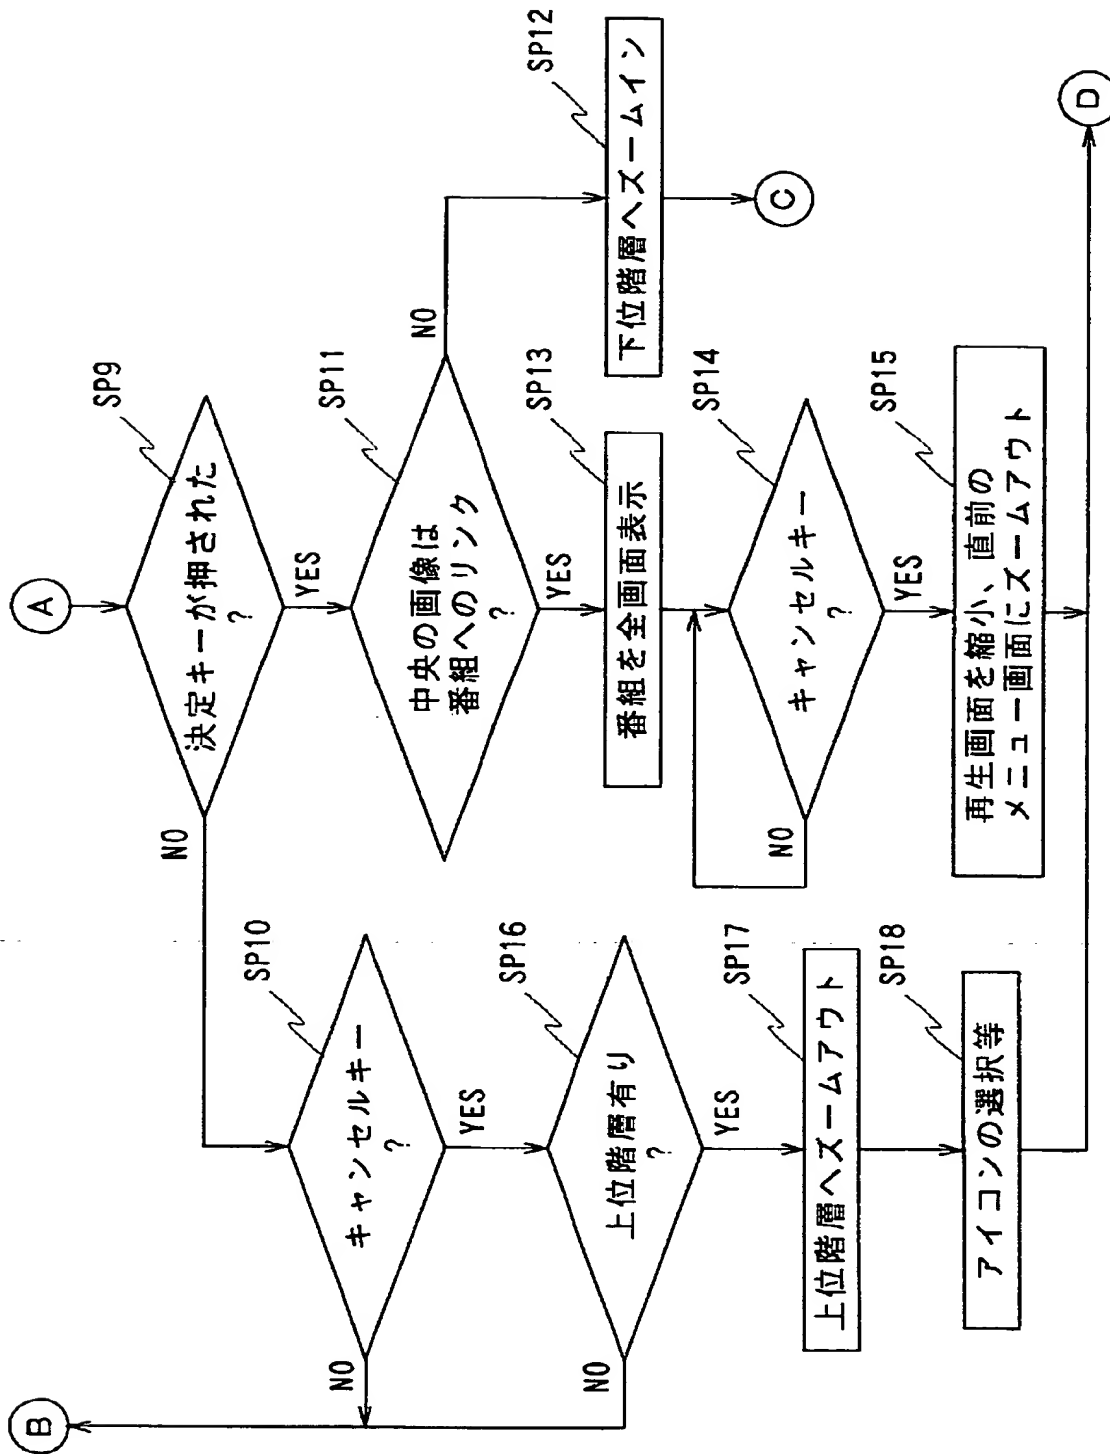 A
SP9
決定キーが押された
?
NO
YES
SP11
中央の画像は
番組へのリンク
?
NO
YES
SP12
下位階層へズームイン
C
SP13
番組を全画面表示
SP14
キャンセルキー
?
NO
YES
SP15
再生画面を縮小、直前の
メニュー画面にズームアウト
SP10
キャンセルキー
?
NO
YES
SP16
上位階層有り
?
NO
YES
SP17
上位階層へズームアウト
SP18
アイコンの選択等
B
D